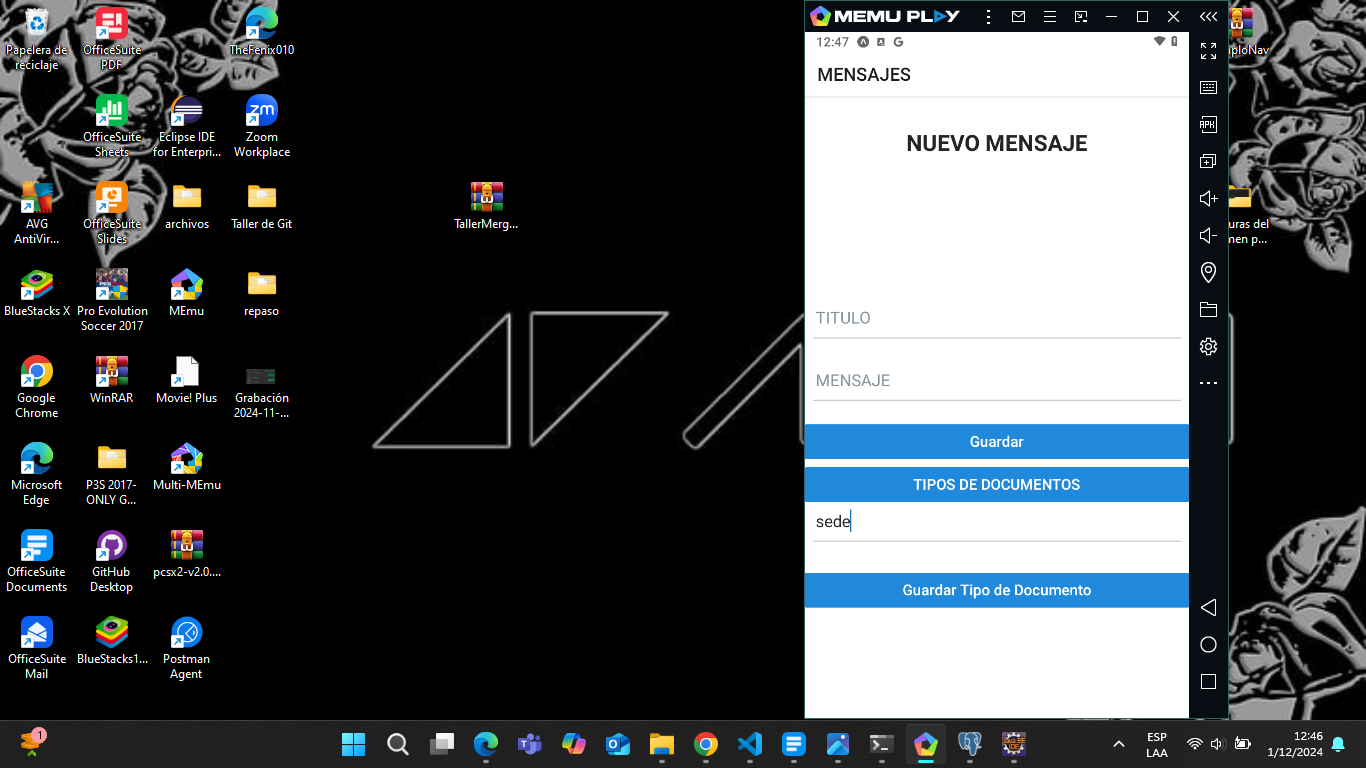 Papelera de
reciclaje
OfficeSuite
PDF
TheFenix010
OfficeSuite
Sheets
Eclipse IDE
for Enterpri...
Zoom
Workplace
AVG
AntiVir...
OfficeSuite
Slides
archivos
Taller de Git
TallerMerg...
BlueStacks X
Pro Evolution
Soccer 2017
MEmu
repaso
Google
Chrome
WinRAR
Movie! Plus
Grabación
2024-11-...
Microsoft
Edge
P3S 2017-
ONLY G...
Multi-MEmu
OfficeSuite
Documents
GitHub
Desktop
pcsx2-v2.0....
OfficeSuite
Mail
BlueStacks1...
Postman
Agent
MEMU PLAY
12:47
MENSAJES
NUEVO MENSAJE
TITULO
MENSAJE
Guardar
TIPOS DE DOCUMENTOS
sede
Guardar Tipo de Documento
APK
uras del
men p...
1
ESP
LAA
12:46
1/12/2024